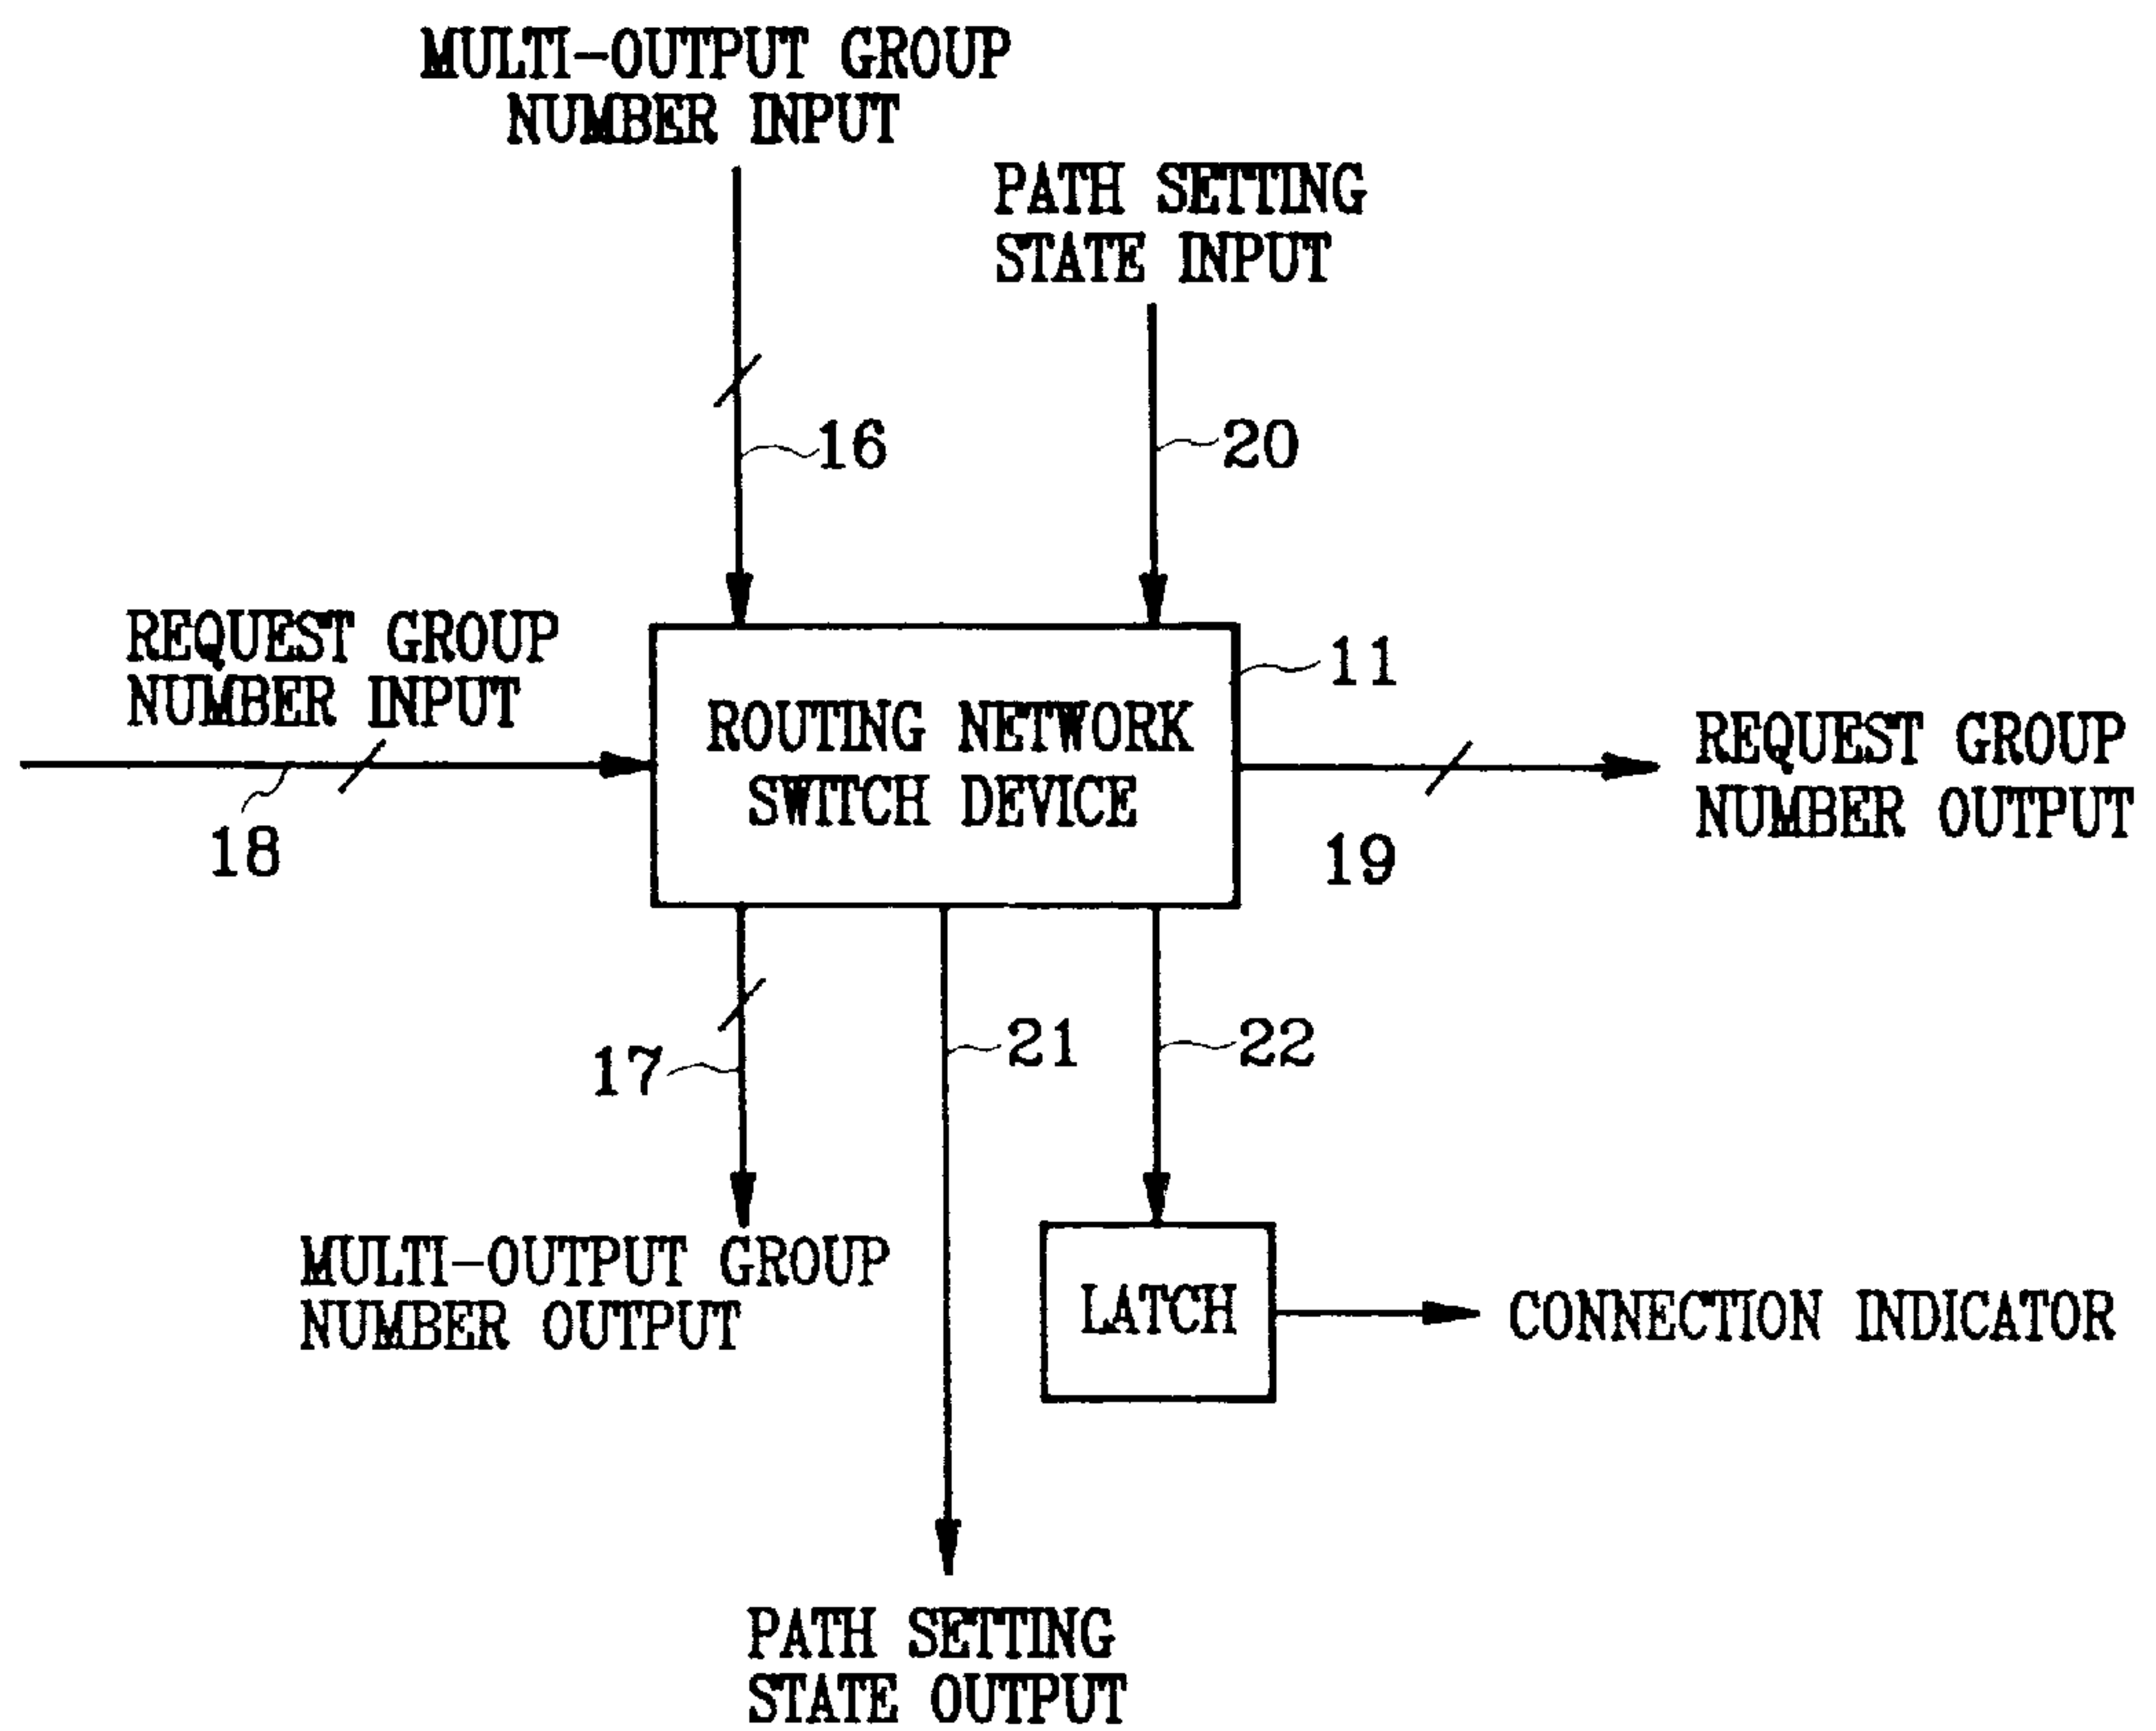 MULTI-OUTPUT GROUP
NUMBER INPUT
PATH SETTING
STATE INPUT
16
20
REQUEST GROUP
NUMBER INPUT
11
ROUTING NETWORK
SWITCH DEVICE
REQUEST GROUP
NUMBER OUTPUT
18
19
17
21
22
MULTI-OUTPUT GROUP
NUMBER OUTPUT
LATCH
CONNECTION INDICATOR
PATH SETTING
STATE OUTPUT